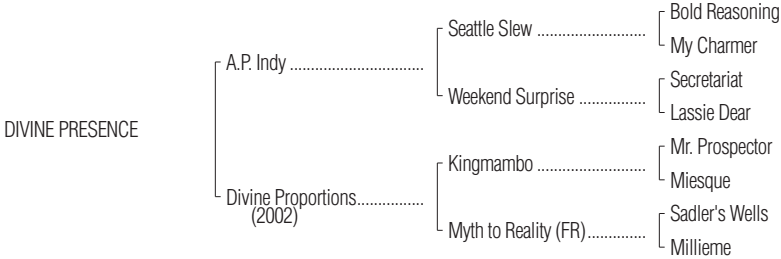 Bold Reasoning
Seattle Slew ..........................
My Charmer
A.P. Indy ................................
Secretariat
Weekend Surprise ................
Lassie Dear
DIVINE PRESENCE
Mr. Prospector
Kingmambo ..........................
Miesque
Divine Proportions................
(2002)
Sadler's Wells
Myth to Reality (FR)..............
Millieme